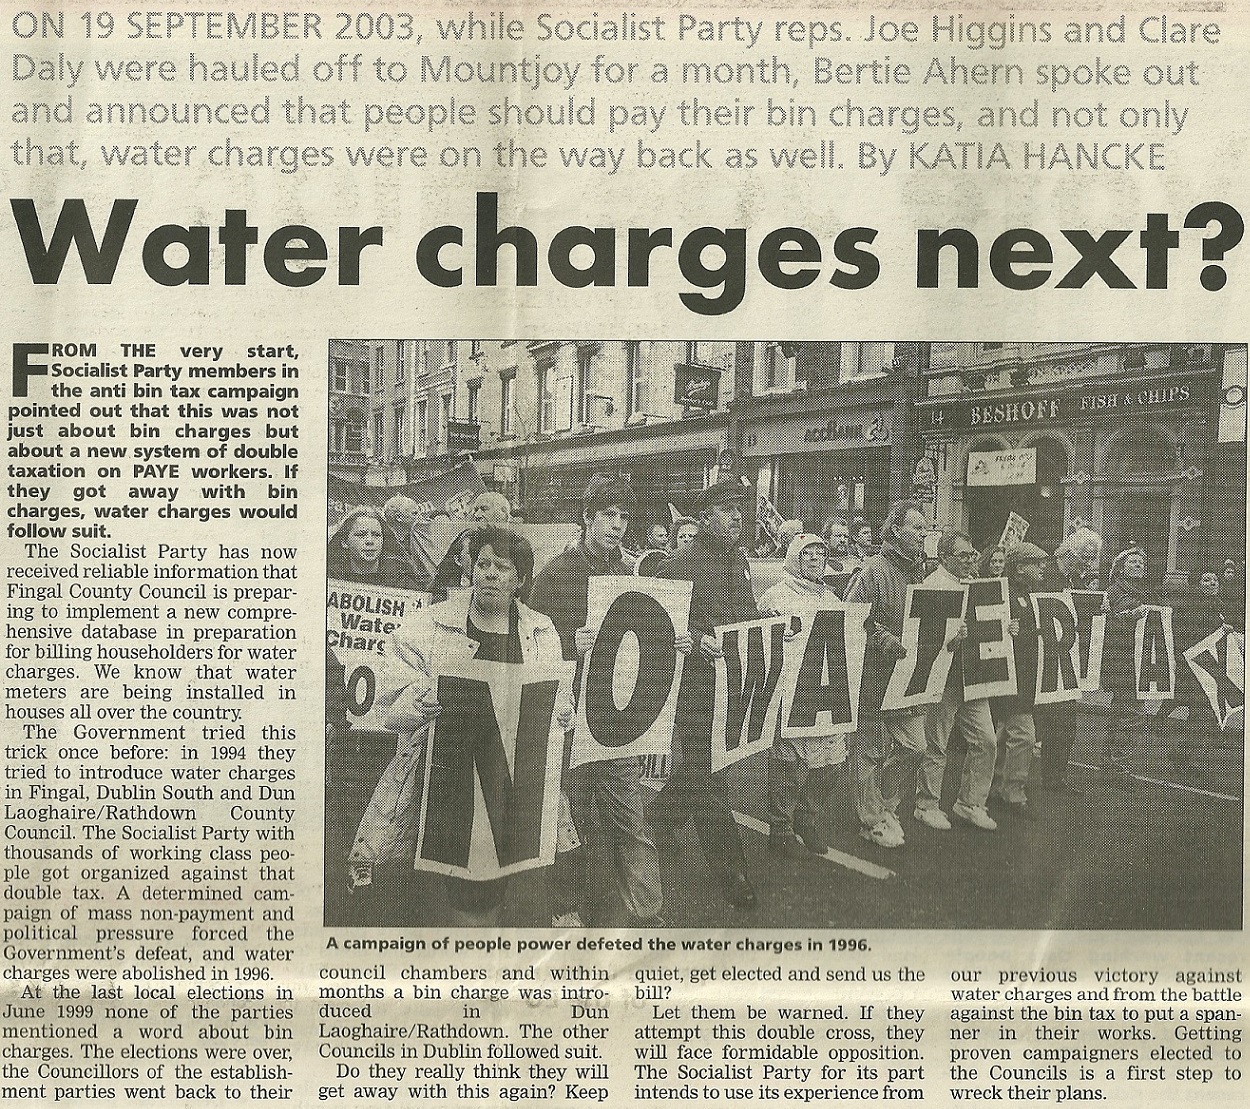 ON 19 SEPTEMBER 2003, while Socialist Party reps. Joe Higgins and Clare
Daly were hauled off to Mountjoy for a month, Bertie Ahern spoke out
and announced that people should pay their bin charges, and not only
that, water charges were on the way back as well. By KATIA HANCKE
Water charges next?
FROM THE very start,
Socialist Party members in
the anti bin tax campaign
pointed out that this was not
just about bin charges but
about a new system of double
taxation on PAYE workers. If
they got away with bin
charges, water charges would
follow suit.
The Socialist Party has now
received reliable information that
Fingal County Council is prepar-
ing to implement a new compre-
hensive database in preparation
for billing householders for water
charges. We know that water
meters are being installed in
houses all over the country.
The Government tried this
trick once before: in 1994 they
tried to introduce water charges
in Fingal, Dublin South and Dun
Laoghaire/Rathdown County
Council. The Socialist Party with
thousands of working class peo-
ple got organized against that
double tax. A determined cam-
paign of mass non-payment and
political pressure forced the
Government's defeat, and water
charges were abolished in 1996.
At the last local elections in
June 1999 none of the parties
mentioned a word about bin
charges. The elections were over,
the Councillors of the establish-
ment parties went back to their
14 BESHOFF FISH & CHIPS
ACCBANK
ABOLISH
Wate
Charg
O
NO WATER TAX
BILL
A campaign of people power defeted the water charges in 1996.
council chambers and within
months a bin charge was intro-
duced in Dun
Laoghaire/Rathdown. The other
Councils in Dublin followed suit.
Do they really think they will
get away with this again? Keep
quiet, get elected and send us the
bill?
Let them be warned. If they
attempt this double cross, they
will face formidable opposition.
The Socialist Party for its part
intends to use its experience from
our previous victory against
water charges and from the battle
against the bin tax to put a span-
ner in their works. Getting
proven campaigners elected to
the Councils is a first step to
wreck their plans.